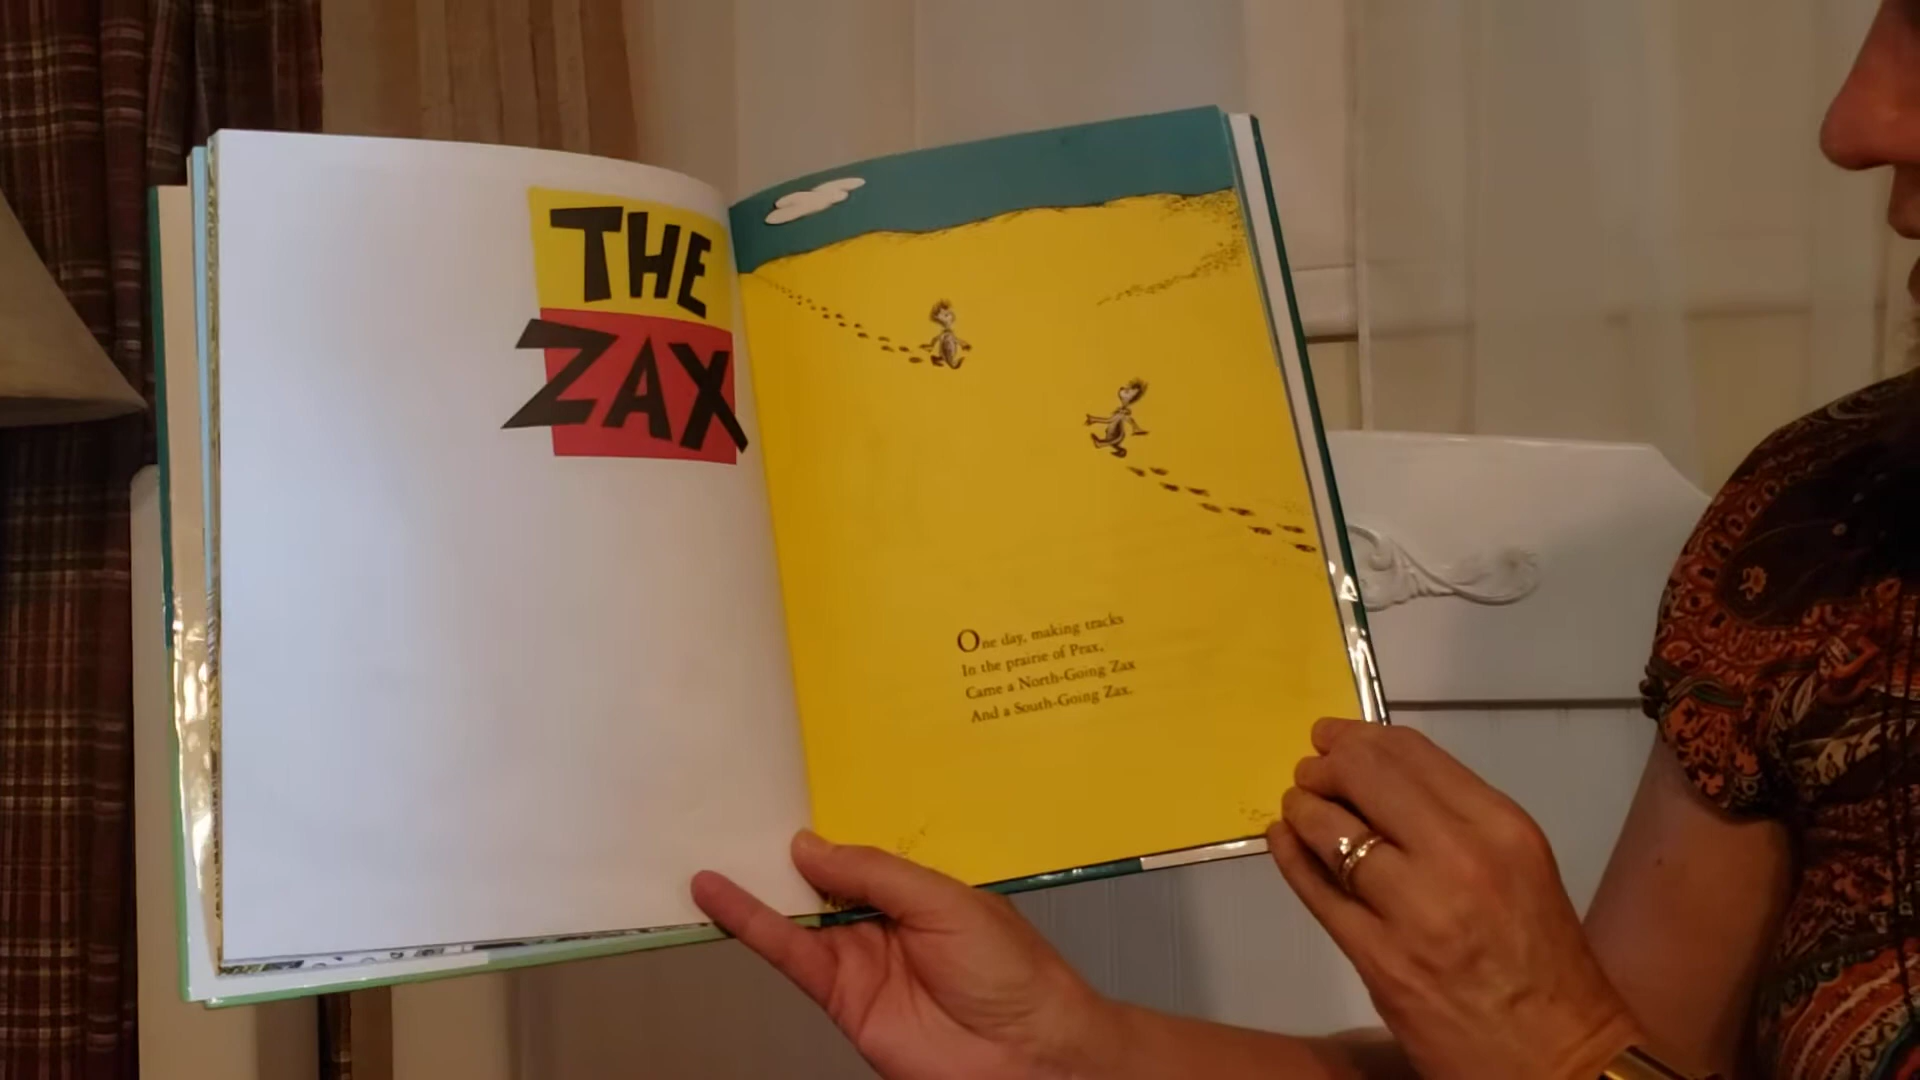 THE
ZAX
One day, making tracks
In the prairie of Prax,
Came a North-Going Zax
And a South-Going Zax.